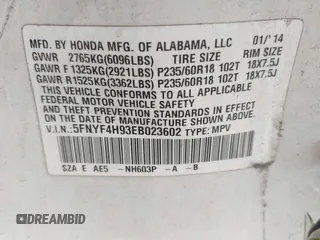 MFD. BY HONDA MFG. OF ALABAMA, LLC 01/'14
GVWR 2765KG(6096LBS) TIRE SIZE RIM SIZE
GAWR F 1325KG(2921LBS) P235/60R18 102T 18X7.5J
GAWR R1525KG(3362LBS) P235/60R18 102T 18X7.5J
THIS VEHICLE CONFORMS TO ALL APPLICABLE
FEDERAL MOTOR VEHICLE SAFETY AND
THEFT PREVENTION STANDARDS IN EFFECT ON
THE DATE OF MANUFACTURE SHOWN ABOVE.
V.I.N: 5FNYF4H93EB023602 TYPE: MPV
SZA E AE5 -NH603P -A -B
DREAMBID